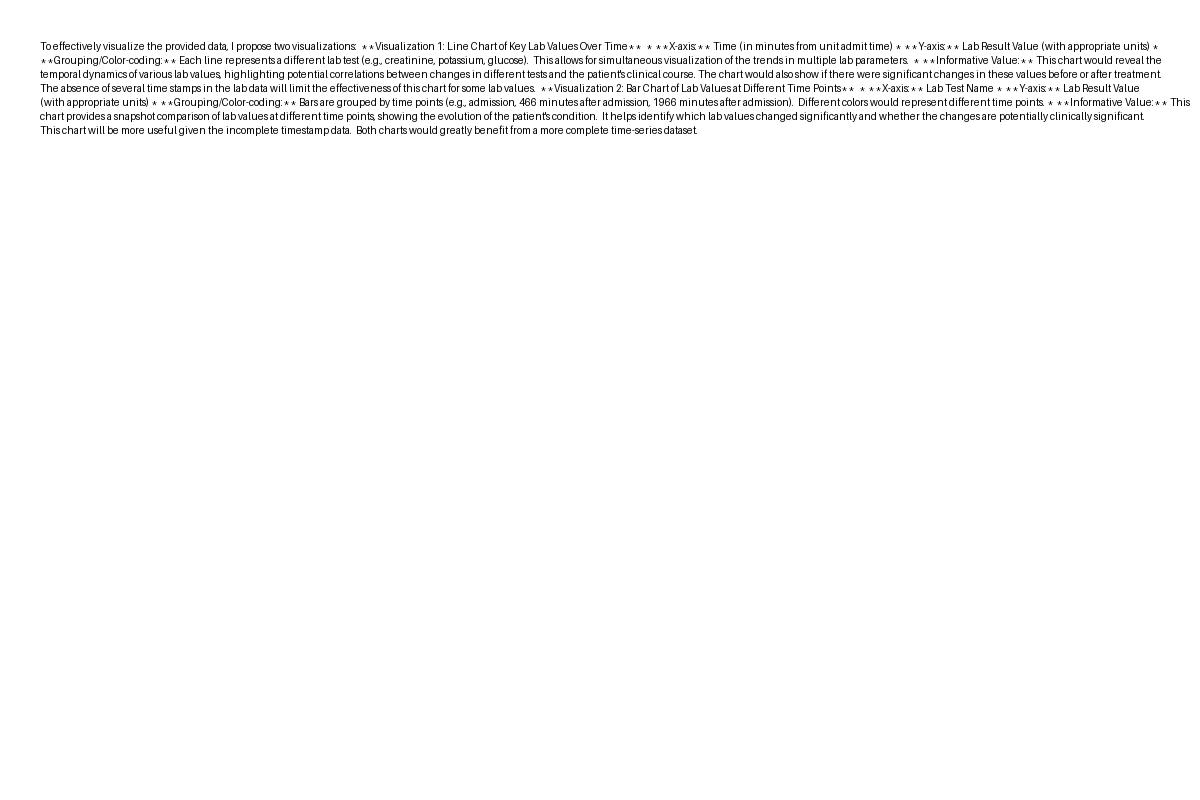 To effectively visualize the provided data, I propose two visualizations:  **Visualization 1: Line Chart of Key Lab Values Over Time**  * **X-axis:** Time (in minutes from unit admit time) * **Y-axis:** Lab Result Value (with appropriate units) *
**Grouping/Color-coding:** Each line represents a different lab test (e.g., creatinine, potassium, glucose).  This allows for simultaneous visualization of the trends in multiple lab parameters.  * **Informative Value:** This chart would reveal the
temporal dynamics of various lab values, highlighting potential correlations between changes in different tests and the patient's clinical course. The chart would also show if there were significant changes in these values before or after treatment.
The absence of several time stamps in the lab data will limit the effectiveness of this chart for some lab values.  **Visualization 2: Bar Chart of Lab Values at Different Time Points**  * **X-axis:** Lab Test Name * **Y-axis:** Lab Result Value
(with appropriate units) * **Grouping/Color-coding:** Bars are grouped by time points (e.g., admission, 466 minutes after admission, 1966 minutes after admission).  Different colors would represent different time points. * **Informative Value:** This
chart provides a snapshot comparison of lab values at different time points, showing the evolution of the patient's condition.  It helps identify which lab values changed significantly and whether the changes are potentially clinically significant.
This chart will be more useful given the incomplete timestamp data.  Both charts would greatly benefit from a more complete time-series dataset.